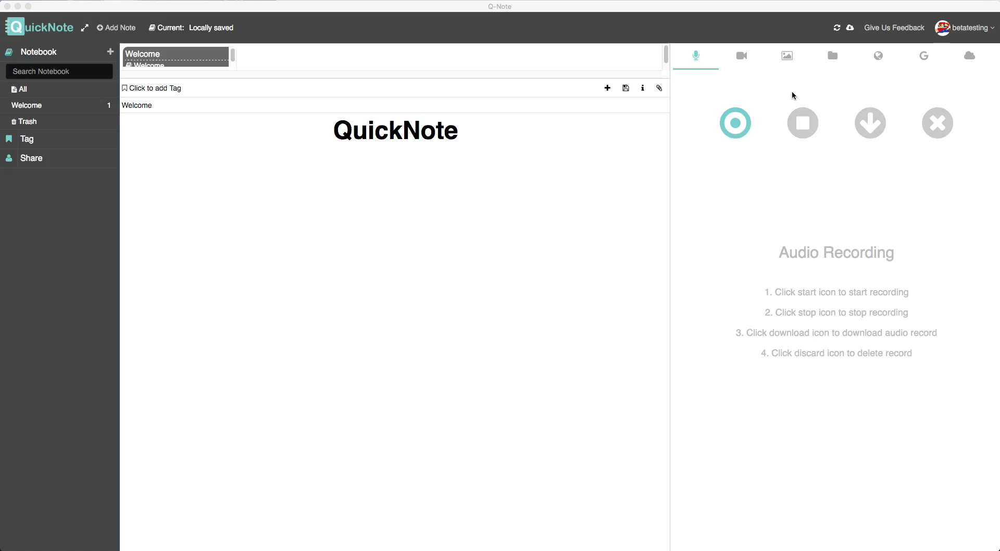 Q-Note
QuickNote
Add Note
Current: Locally saved
Give Us Feedback
betatesting
Notebook
Search Notebook
All
Welcome 1
Trash
Tag
Share
Welcome
Welcome
Click to add Tag
Welcome
QuickNote
Audio Recording
1. Click start icon to start recording
2. Click stop icon to stop recording
3. Click download icon to download audio record
4. Click discard icon to delete record